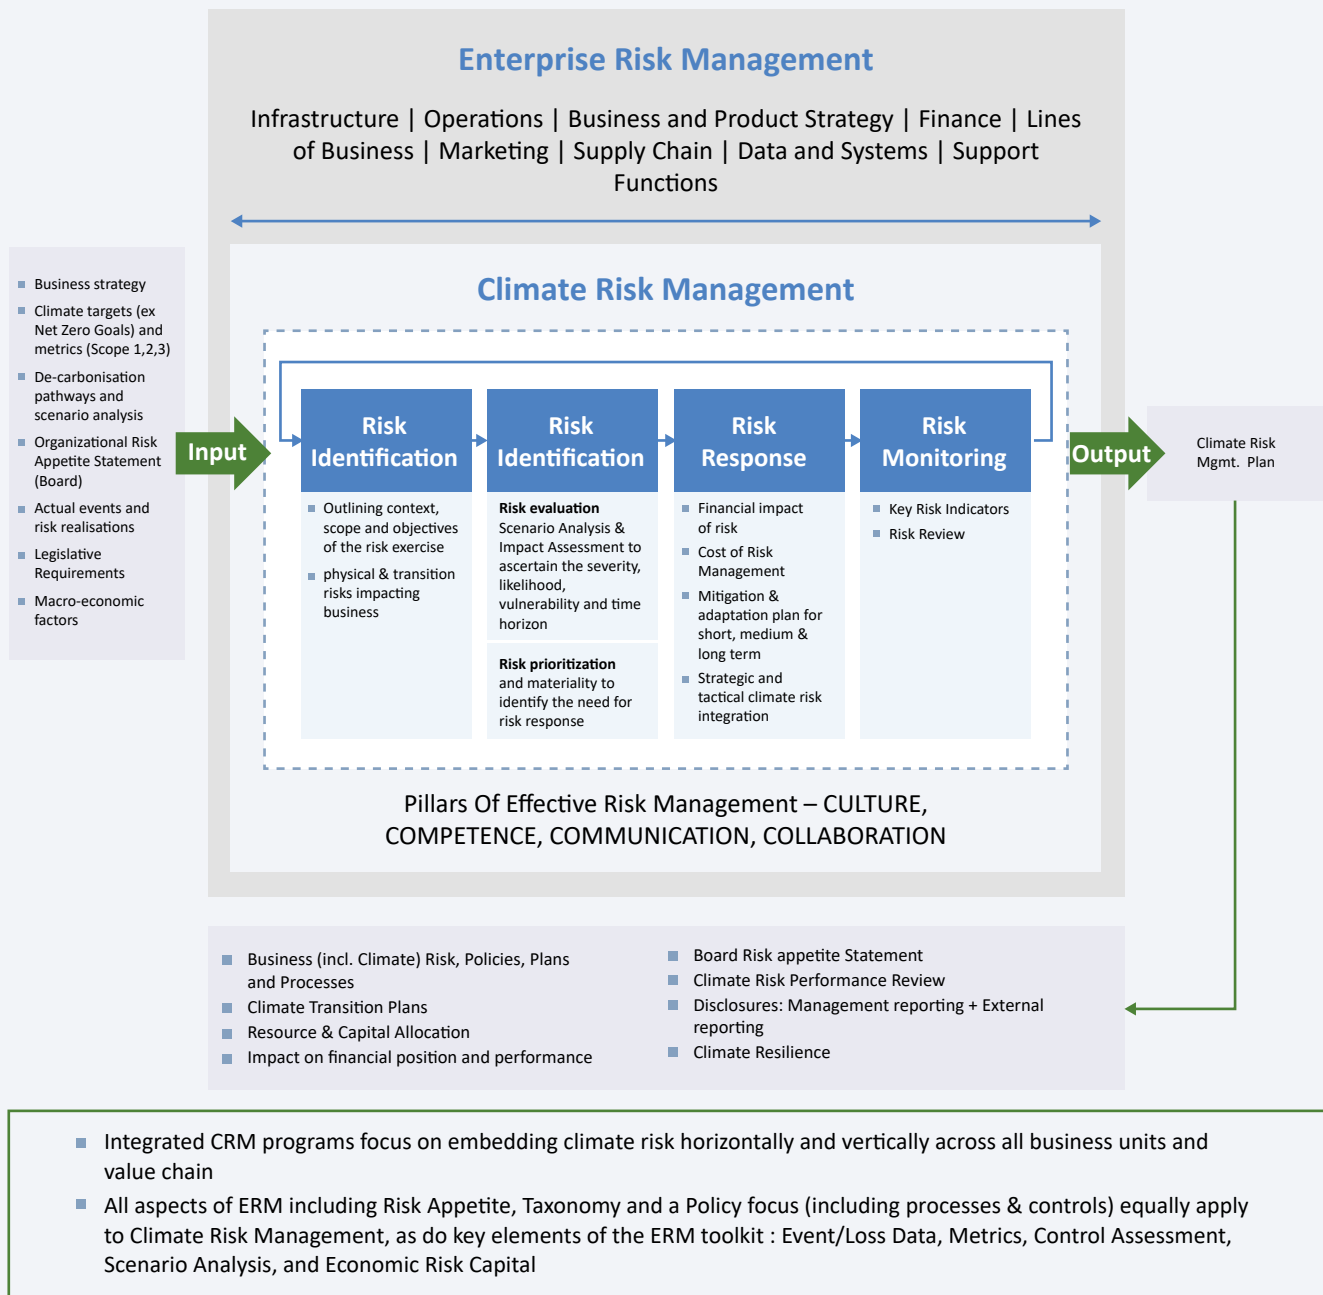 Enterprise Risk Management
Infrastructure | Operations | Business and Product Strategy | Finance | Lines
of Business | Marketing | Supply Chain | Data and Systems | Support
Functions
Business strategy
Climate targets (ex
Net Zero Goals) and
metrics (Scope 1,2,3)
De-carbonisation
pathways and
scenario analysis
Organizational Risk
Appetite Statement
(Board)
Actual events and
risk realisations
Legislative
Requirements
Macro-economic
factors
Input
Climate Risk Management
Risk
Identification
Outlining context,
scope and objectives
of the risk exercise
physical & transition
risks impacting
business
Risk
Identification
Risk evaluation
Scenario Analysis &
Impact Assessment to
ascertain the severity,
likelihood,
vulnerability and time
horizon
Risk prioritization
and materiality to
identify the need for
risk response
Risk
Response
Financial impact
of risk
Cost of Risk
Management
Mitigation &
adaptation plan for
short, medium &
long term
Strategic and
tactical climate risk
integration
Risk
Monitoring
Key Risk Indicators
Risk Review
Output
Climate Risk
Mgmt. Plan
Pillars Of Effective Risk Management – CULTURE,
COMPETENCE, COMMUNICATION, COLLABORATION
Business (incl. Climate) Risk, Policies, Plans
and Processes
Climate Transition Plans
Resource & Capital Allocation
Impact on financial position and performance
Board Risk appetite Statement
Climate Risk Performance Review
Disclosures: Management reporting + External
reporting
Climate Resilience
Integrated CRM programs focus on embedding climate risk horizontally and vertically across all business units and
value chain
All aspects of ERM including Risk Appetite, Taxonomy and a Policy focus (including processes & controls) equally apply
to Climate Risk Management, as do key elements of the ERM toolkit : Event/Loss Data, Metrics, Control Assessment,
Scenario Analysis, and Economic Risk Capital